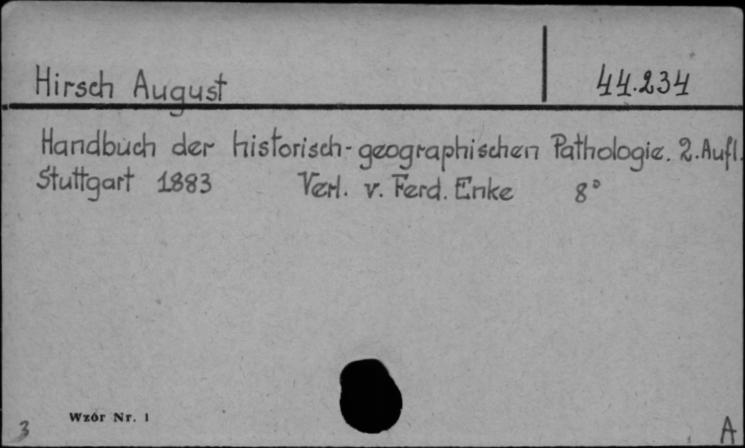 Hirsch August 44.234
Handbuch der historisch-geographischen Pathologie. 2. Aufl.
Stuttgart 1883 Verl. v. Ferd. Enke 8°
Wzór Nr. 1
3 A